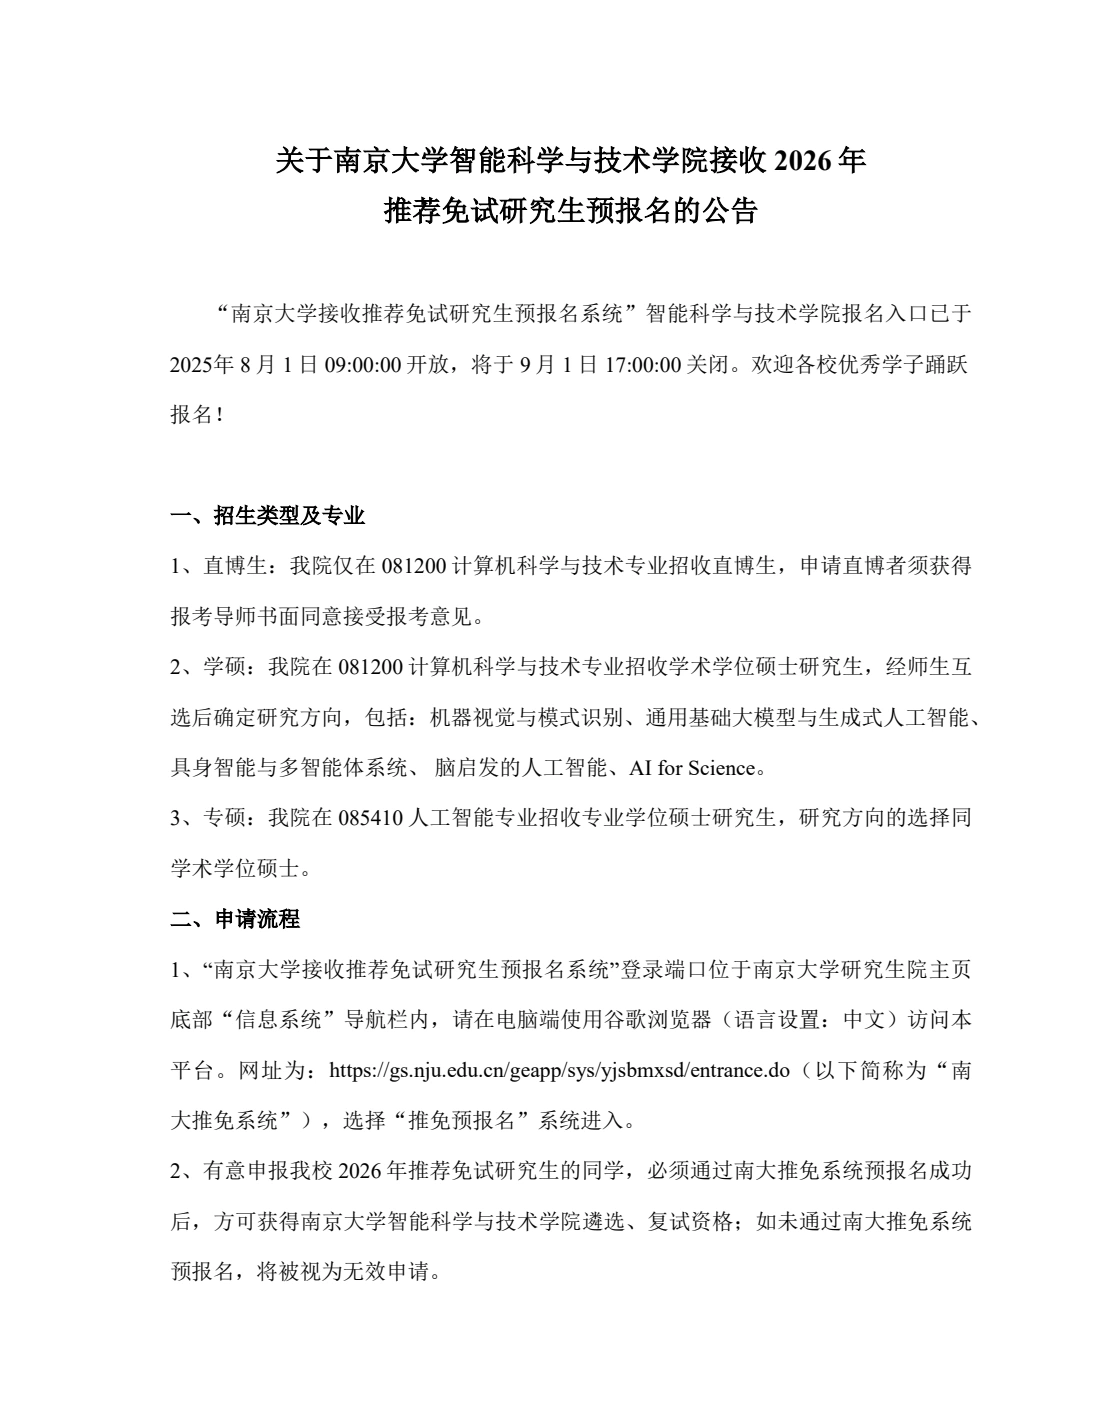 关于南京大学智能科学与技术学院接收 2026 年
推荐免试研究生预报名的公告
“南京大学接收推荐免试研究生预报名系统”智能科学与技术学院报名入口已于
2025年 8 月 1 日 09:00:00 开放，将于 9 月 1 日 17:00:00 关闭。欢迎各校优秀学子踊跃
报名！
一、招生类型及专业
1、直博生：我院仅在 081200 计算机科学与技术专业招收直博生，申请直博者须获得
报考导师书面同意接受报考意见。
2、学硕：我院在 081200 计算机科学与技术专业招收学术学位硕士研究生，经师生互
选后确定研究方向，包括：机器视觉与模式识别、通用基础大模型与生成式人工智能、
具身智能与多智能体系统、 脑启发的人工智能、AI for Science。
3、专硕：我院在 085410 人工智能专业招收专业学位硕士研究生，研究方向的选择同
学术学位硕士。
二、申请流程
1、“南京大学接收推荐免试研究生预报名系统”登录端口位于南京大学研究生院主页
底部“信息系统”导航栏内，请在电脑端使用谷歌浏览器（语言设置：中文）访问本
平台。网址为：https://gs.nju.edu.cn/geapp/sys/yjsbmxsd/entrance.do（以下简称为“南
大推免系统”），选择“推免预报名”系统进入。
2、有意申报我校 2026 年推荐免试研究生的同学，必须通过南大推免系统预报名成功
后，方可获得南京大学智能科学与技术学院遴选、复试资格；如未通过南大推免系统
预报名，将被视为无效申请。